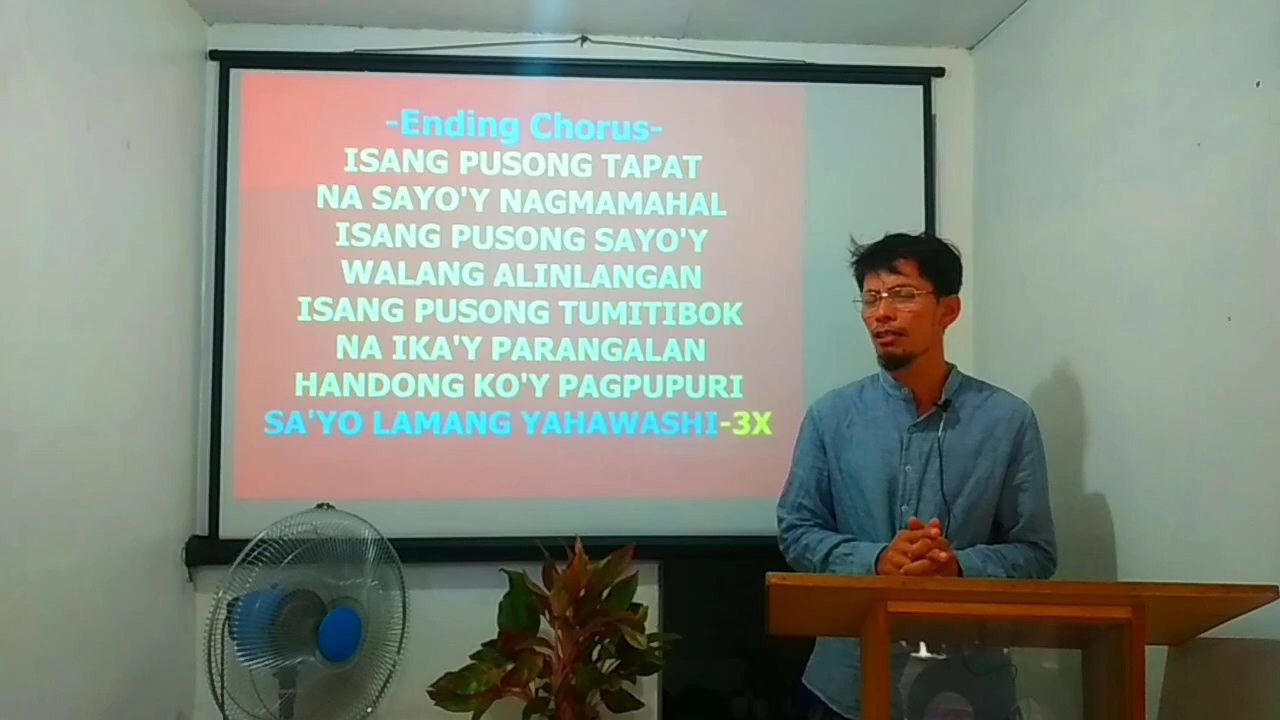 -Ending Chorus-
ISANG PUSONG TAPAT
NA SAYO'Y NAGMAMAHAL
ISANG PUSONG SAYO'Y
WALANG ALINLANGAN
ISANG PUSONG TUMITIBOK
NA IKA'Y PARANGALAN
HANDONG KO'Y PAGPUPURI
SA'YO LAMANG YAHAWASHI-3X